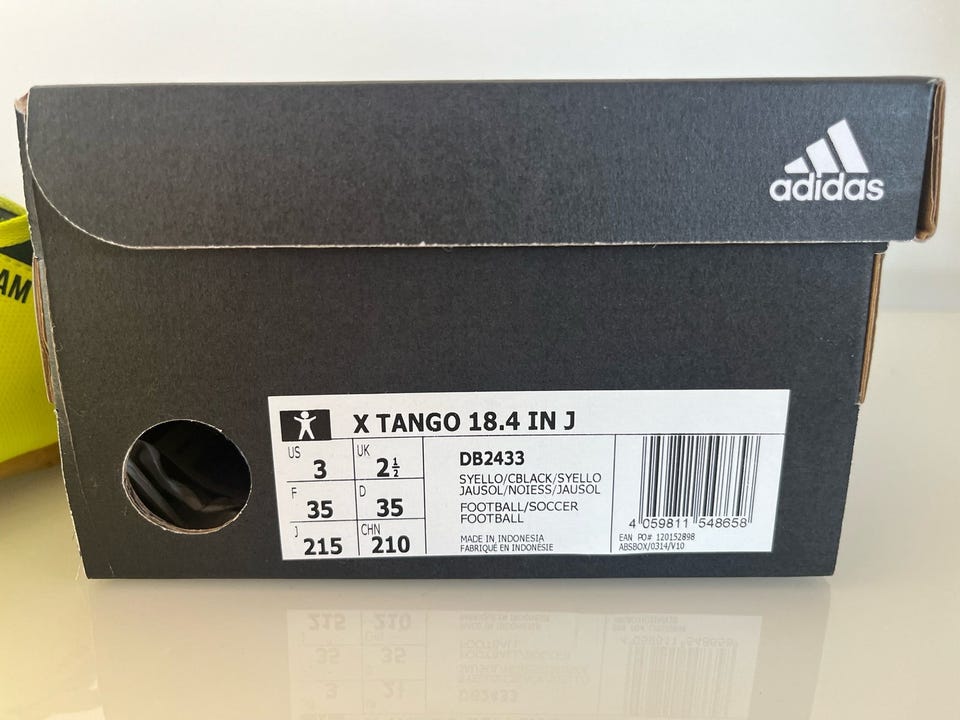 adidas
AM
X TANGO 18.4 IN J
US 3 UK 2½
F 35 D 35
J 215 CHN 210
DB2433
SYELLO/CBLACK/SYELLO
JAUSOL/NOIESS/JAUSOL
FOOTBALL/SOCCER
FOOTBALL
MADE IN INDONESIA
FABRIQUÉ EN INDONÉSIE
4 059811 548658
EAN PO# 120152898
ABSBOX/0314/V10